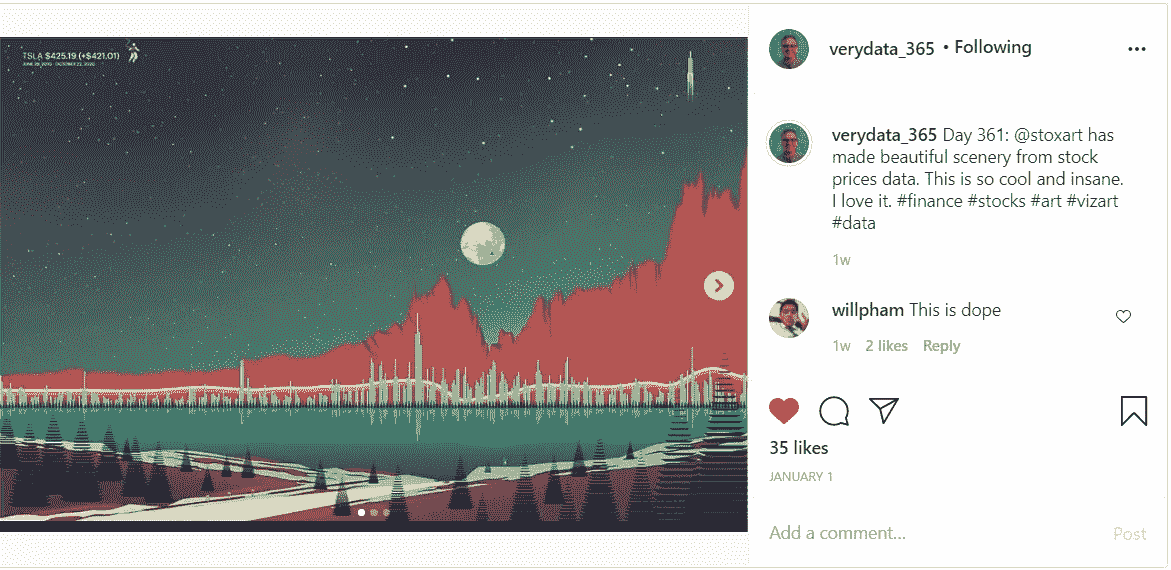 TSLA $425.19 (+$421.01)
verydata_365 • Following
verydata_365 Day 361: @stoxart has
made beautiful scenery from stock
prices data. This is so cool and insane.
I love it. #finance #stocks #art #vizart
#data
1w
willpham This is dope
1w 2 likes Reply
35 likes
JANUARY 1
Add a comment... Post